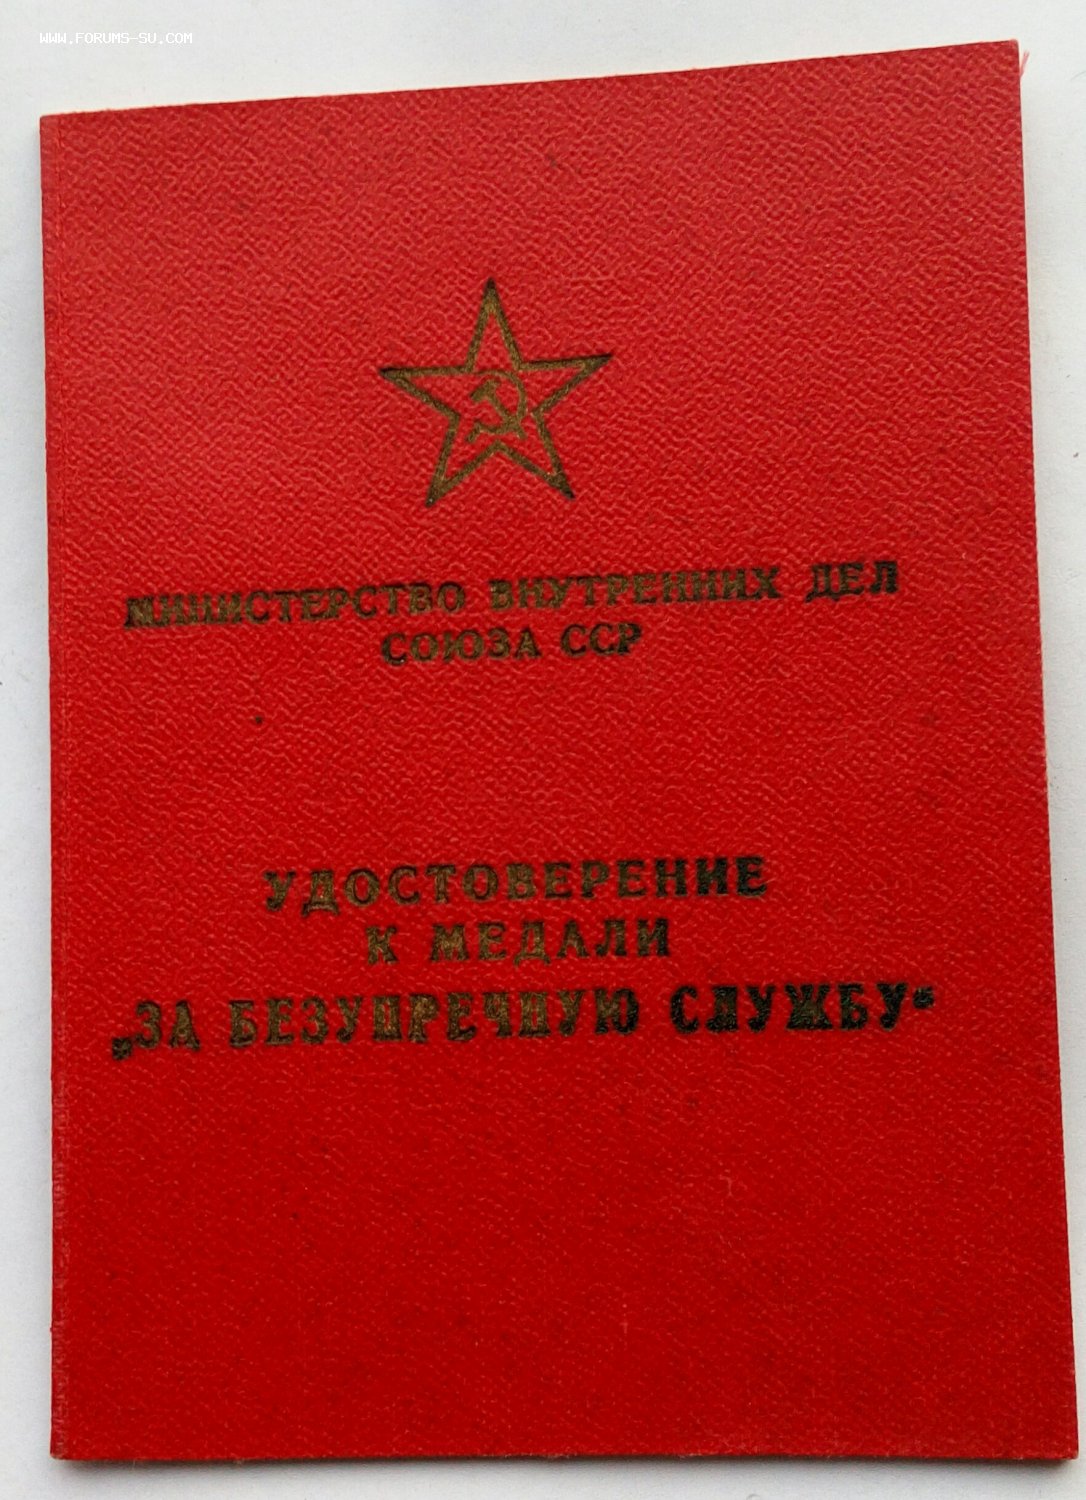 WWW.FORUMS-SU.COM
МИНИСТЕРСТВО ВНУТРЕННИХ ДЕЛ
СОЮЗА ССР
УДОСТОВЕРЕНИЕ
К МЕДАЛИ
„ЗА БЕЗУПРЕЧНУЮ СЛУЖБУ“